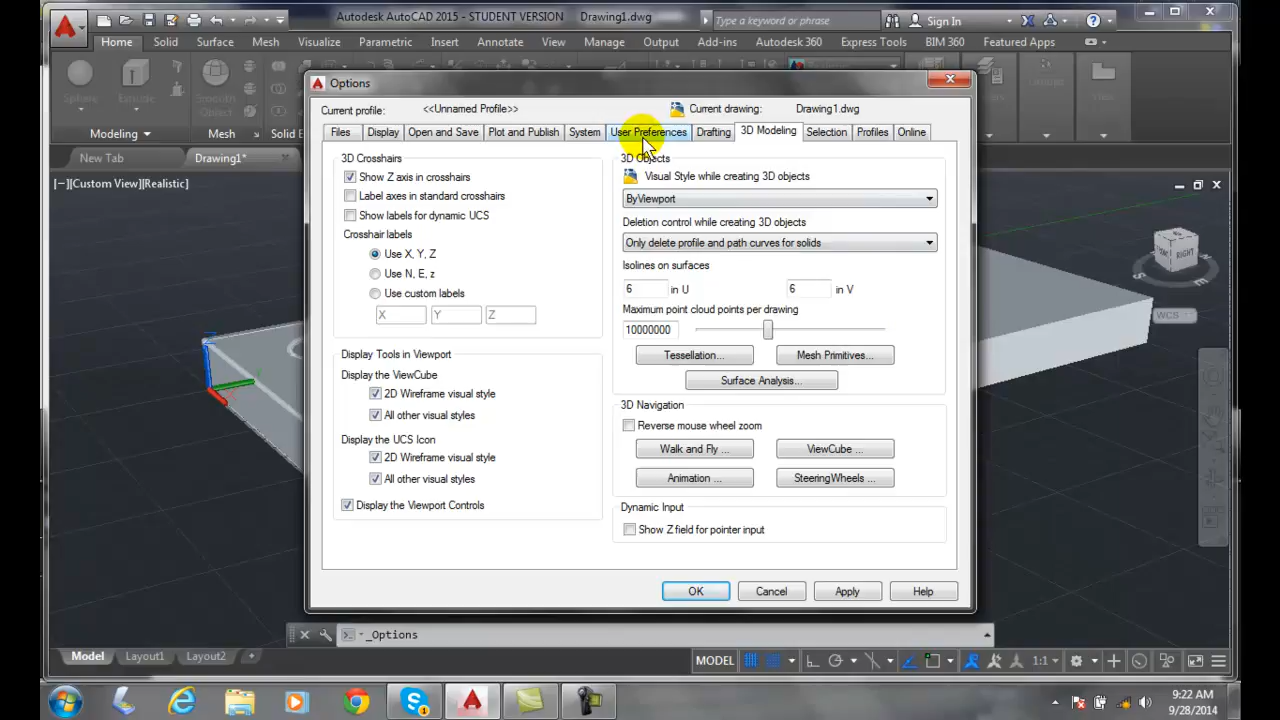 Autodesk AutoCAD 2015 - STUDENT VERSION Drawing1.dwg
Type a keyword or phrase
Sign In
Home Solid Surface Mesh Visualize Parametric Insert Annotate View Manage Output Add-ins Autodesk 360 Express Tools BIM 360 Featured Apps
Extrude
Smooth
Object
Modeling
Mesh
Solid E
New Tab
Drawing1*
[−][Custom View][Realistic]
Options
Current profile: <<Unnamed Profile>> Current drawing: Drawing1.dwg
Files Display Open and Save Plot and Publish System User Preferences Drafting 3D Modeling Selection Profiles Online
3D Crosshairs
Show Z axis in crosshairs
Label axes in standard crosshairs
Show labels for dynamic UCS
Crosshair labels
Use X, Y, Z
Use N, E, z
Use custom labels
X Y Z
Display Tools in Viewport
Display the ViewCube
2D Wireframe visual style
All other visual styles
Display the UCS Icon
2D Wireframe visual style
All other visual styles
Display the Viewport Controls
3D Objects
Visual Style while creating 3D objects
ByViewport
Deletion control while creating 3D objects
Only delete profile and path curves for solids
Isolines on surfaces
6 in U 6 in V
Maximum point cloud points per drawing
10000000
Tessellation... Mesh Primitives...
Surface Analysis...
3D Navigation
Reverse mouse wheel zoom
Walk and Fly ... ViewCube ...
Animation ... SteeringWheels ...
Dynamic Input
Show Z field for pointer input
OK Cancel Apply Help
RIGHT
WCS
_Options
Model Layout1 Layout2 +
MODEL 1:1
9:22 AM
9/28/2014